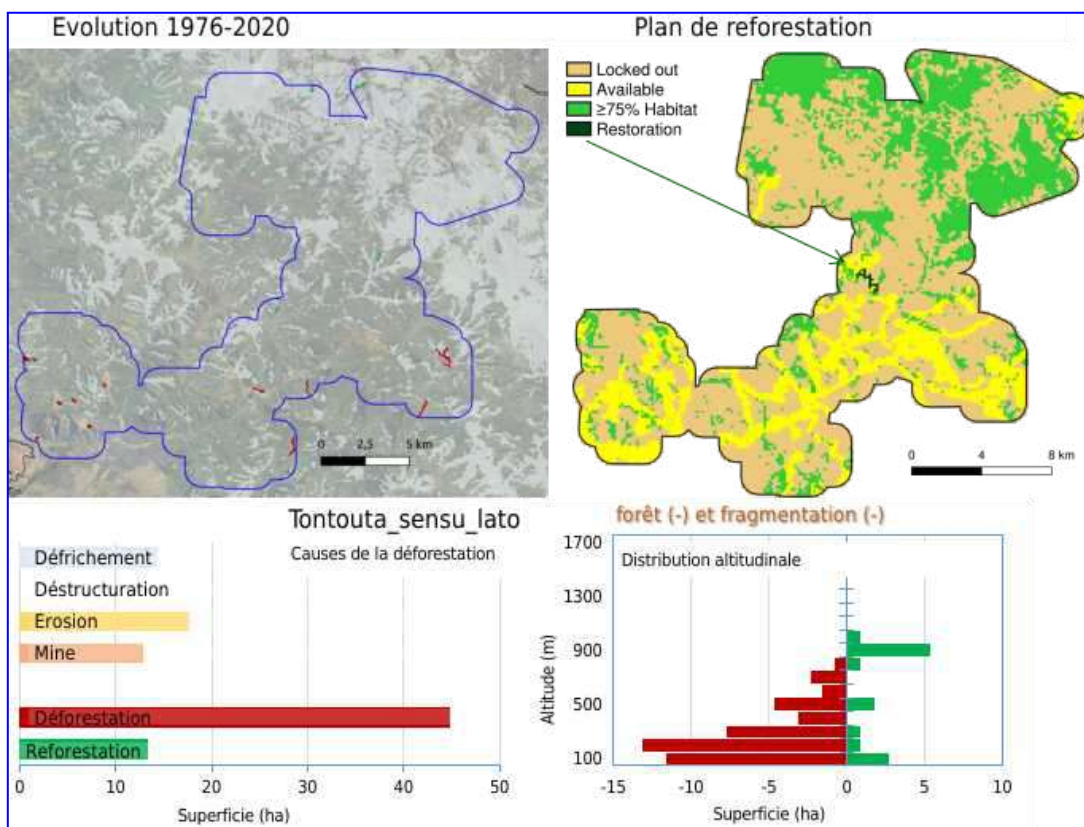 Evolution 1976-2020
Plan de reforestation
Locked out
Available
≥75% Habitat
Restoration
0 2,5 5 km
0 4 8 km
Tontouta_sensu_lato
Causes de la déforestation
Défrichement
Déstructuration
Erosion
Mine
Déforestation
Reforestation
0 10 20 30 40 50
Superficie (ha)
forêt (-) et fragmentation (-)
Distribution altitudinale
Altitude (m)
1700
1300
900
500
100
-15 -10 -5 0 5 10
Superficie (ha)